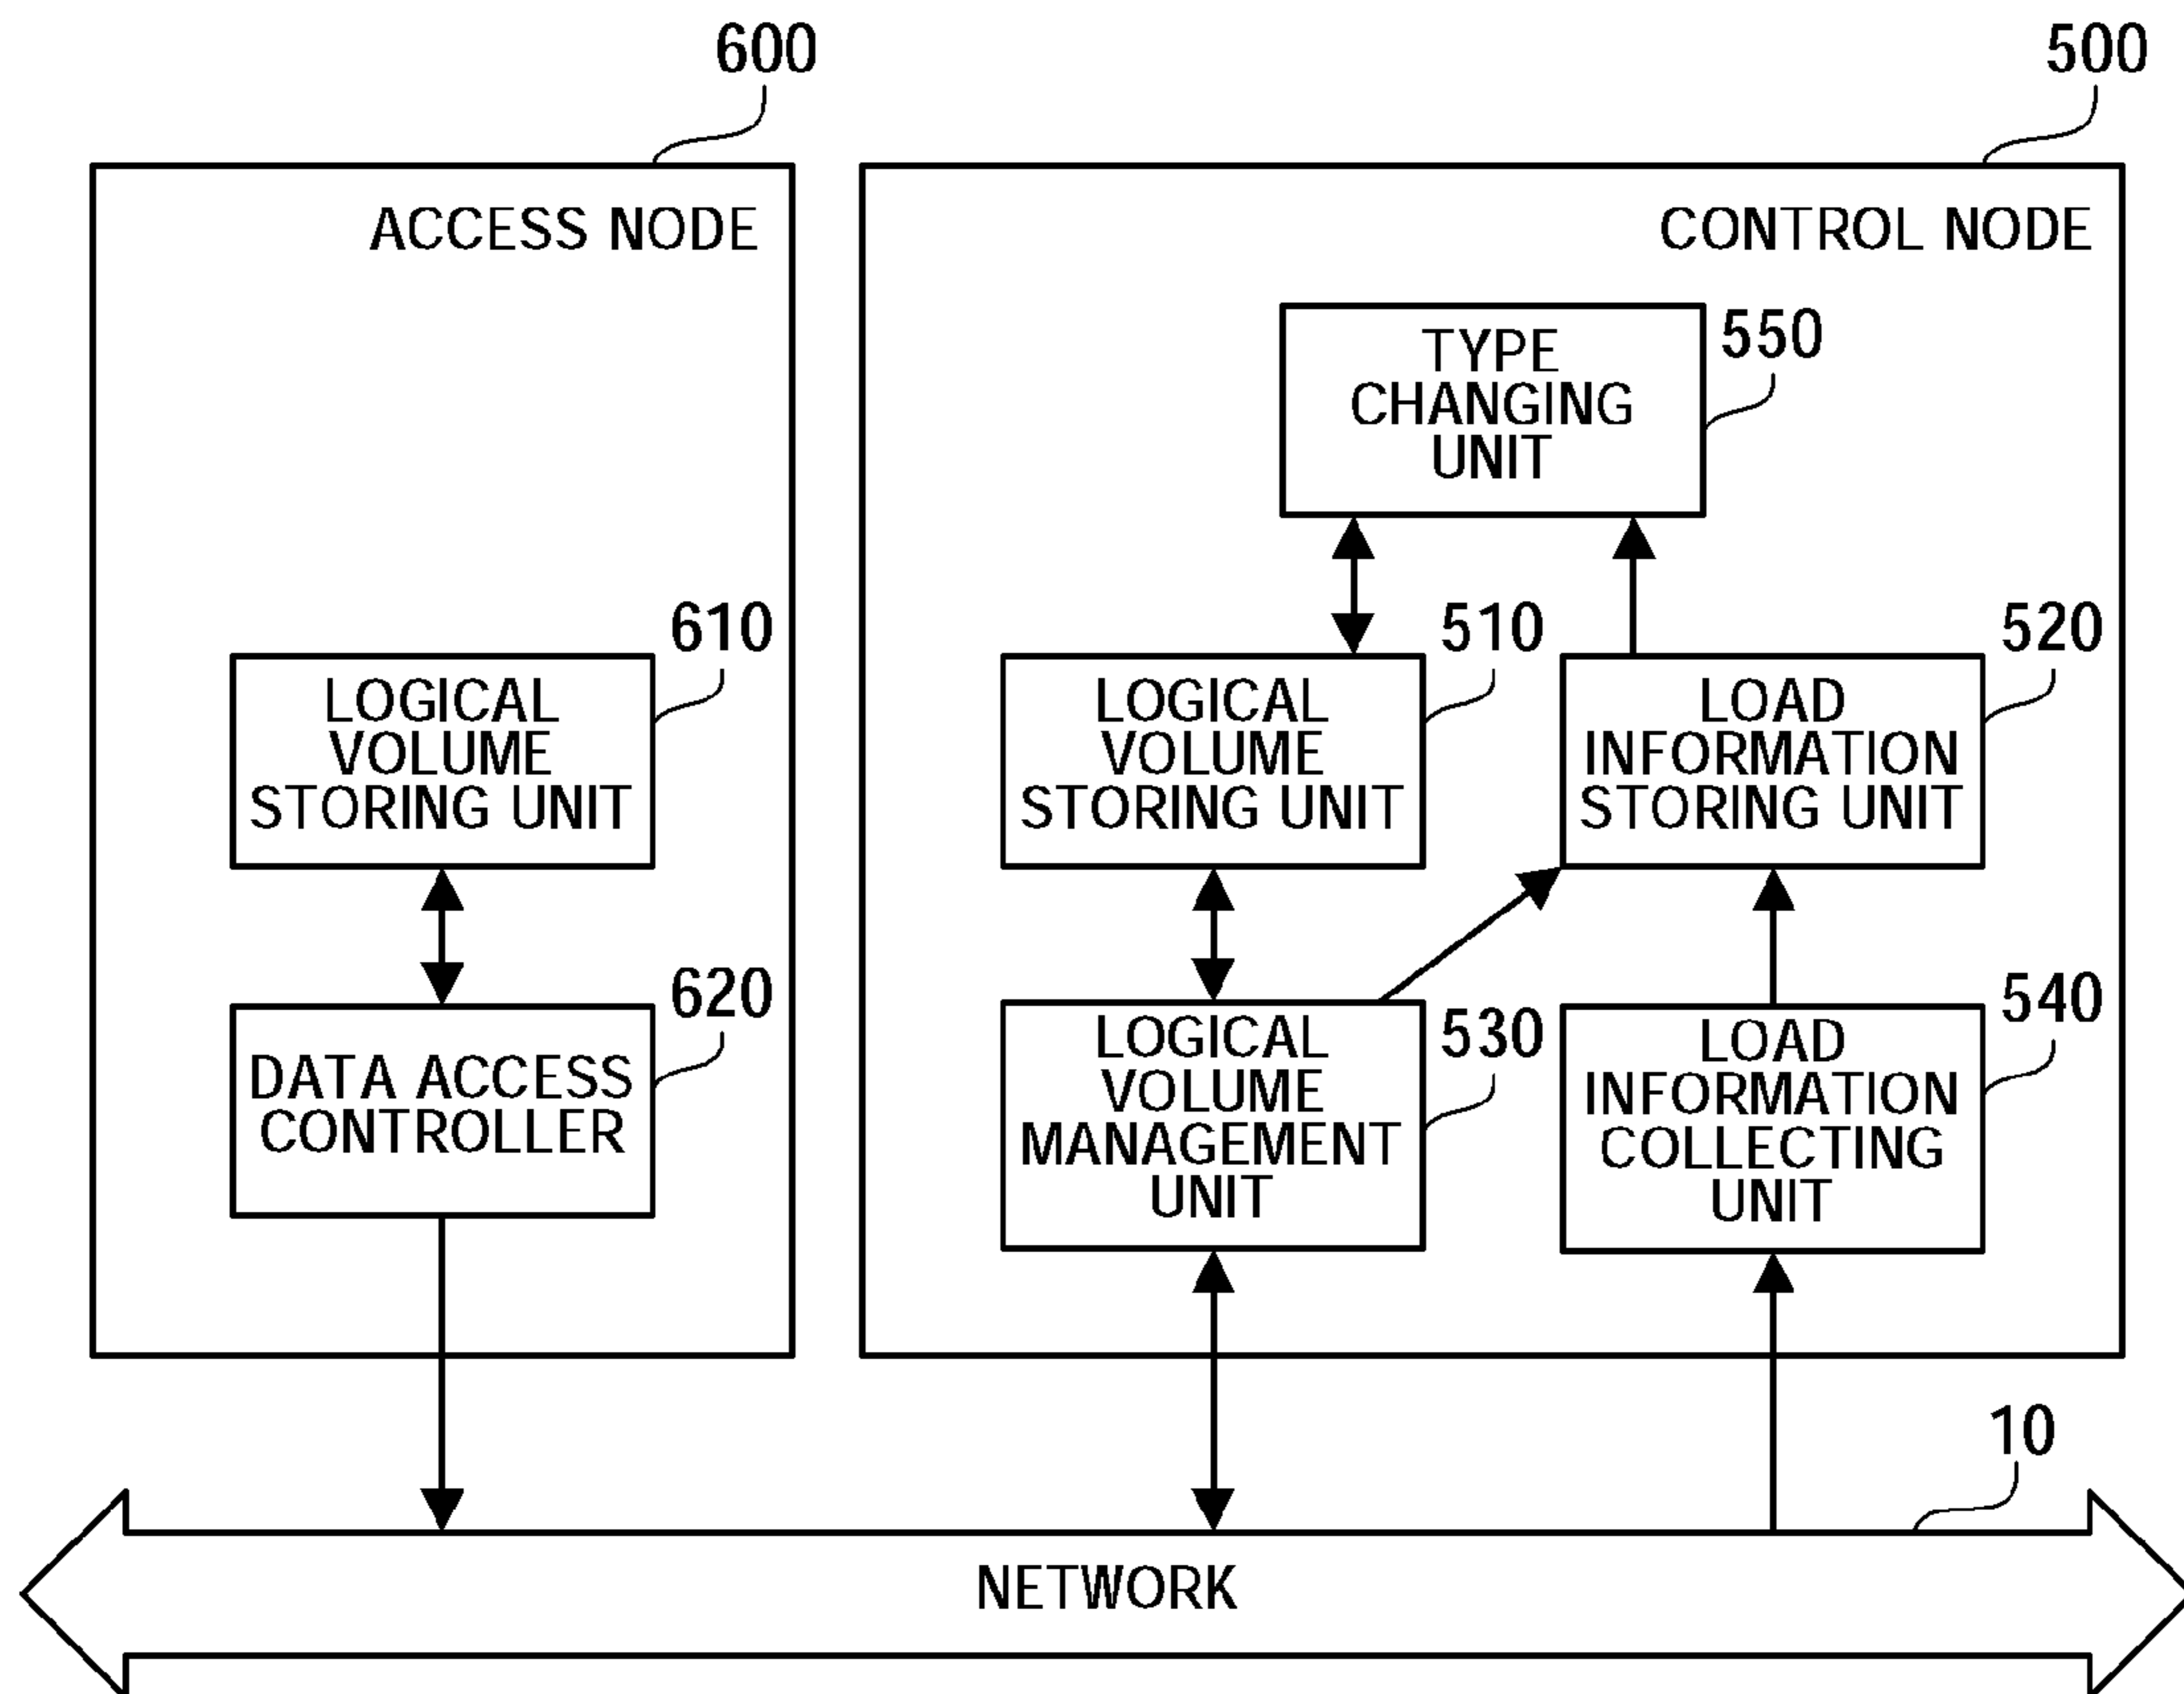 600
500
ACCESS NODE
CONTROL NODE
TYPE
CHANGING
UNIT
550
610
510
520
LOGICAL
VOLUME
STORING UNIT
LOGICAL
VOLUME
STORING UNIT
LOAD
INFORMATION
STORING UNIT
620
530
540
DATA ACCESS
CONTROLLER
LOGICAL
VOLUME
MANAGEMENT
UNIT
LOAD
INFORMATION
COLLECTING
UNIT
10
NETWORK